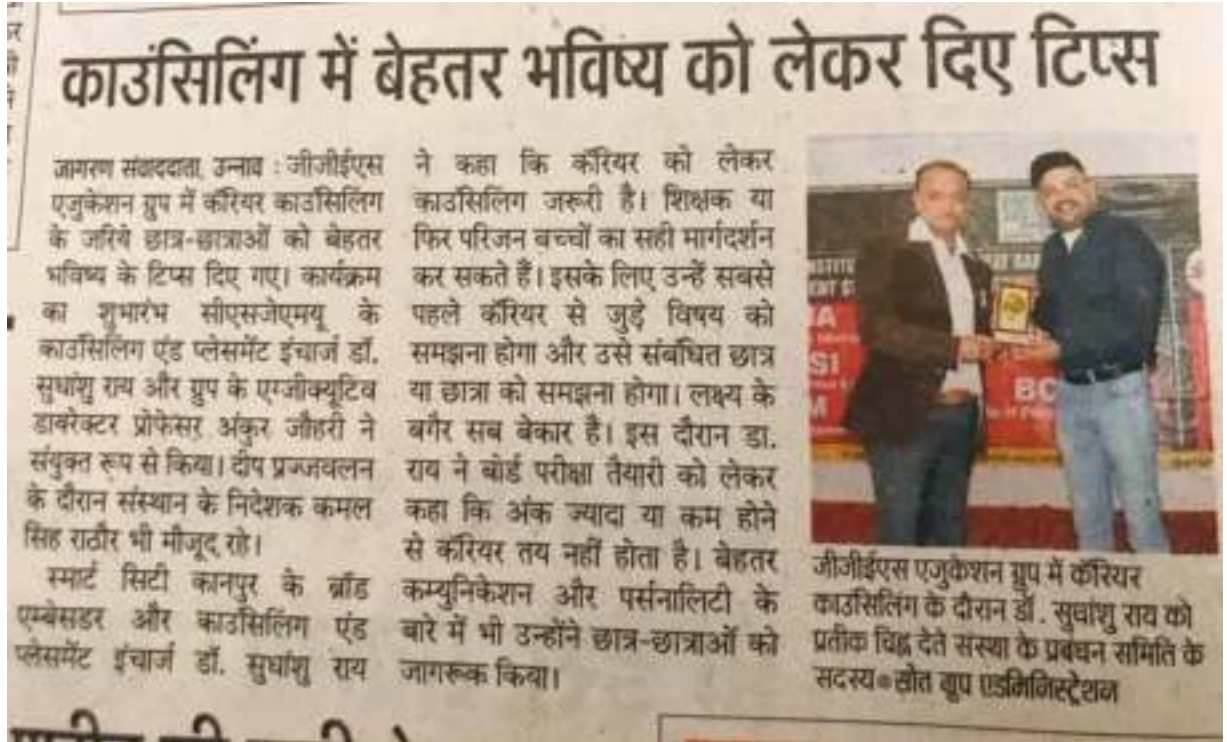 काउंसिलिंग में बेहतर भविष्य को लेकर दिए टिप्स
जागरण संवाददाता, उन्नाव : जीजीईएस
एजुकेशन ग्रुप में कॅरियर काउंसिलिंग
के जरिये छात्र-छात्राओं को बेहतर
भविष्य के टिप्स दिए गए। कार्यक्रम
का शुभारंभ सीएसजेएमयू के
काउंसिलिंग एंड प्लेसमेंट इंचार्ज डॉ.
सुधांशु राय और ग्रुप के एग्जीक्यूटिव
डायरेक्टर प्रोफेसर अंकुर जौहरी ने
संयुक्त रूप से किया। दीप प्रज्जवलन
के दौरान संस्थान के निदेशक कमल
सिंह राठौर भी मौजूद रहे।
स्मार्ट सिटी कानपुर के ब्रांड
एम्बेसडर और काउंसिलिंग एंड
प्लेसमेंट इंचार्ज डॉ. सुधांशु राय
ने कहा कि कॅरियर को लेकर
काउंसिलिंग जरूरी है। शिक्षक या
फिर परिजन बच्चों का सही मार्गदर्शन
कर सकते हैं। इसके लिए उन्हें सबसे
पहले कॅरियर से जुड़े विषय को
समझना होगा और उसे संबंधित छात्र
या छात्रा को समझना होगा। लक्ष्य के
बगैर सब बेकार है। इस दौरान डा.
राय ने बोर्ड परीक्षा तैयारी को लेकर
कहा कि अंक ज्यादा या कम होने
से कॅरियर तय नहीं होता है। बेहतर
कम्युनिकेशन और पर्सनालिटी के
बारे में भी उन्होंने छात्र-छात्राओं को
जागरूक किया।
BC
जीजीईएस एजुकेशन ग्रुप में कॅरियर
काउंसिलिंग के दौरान डॉ. सुधांशु राय को
प्रतीक चिह्न देते संस्था के प्रबंधन समिति के
सदस्य●स्रोत ग्रुप एडमिनिस्ट्रेशन